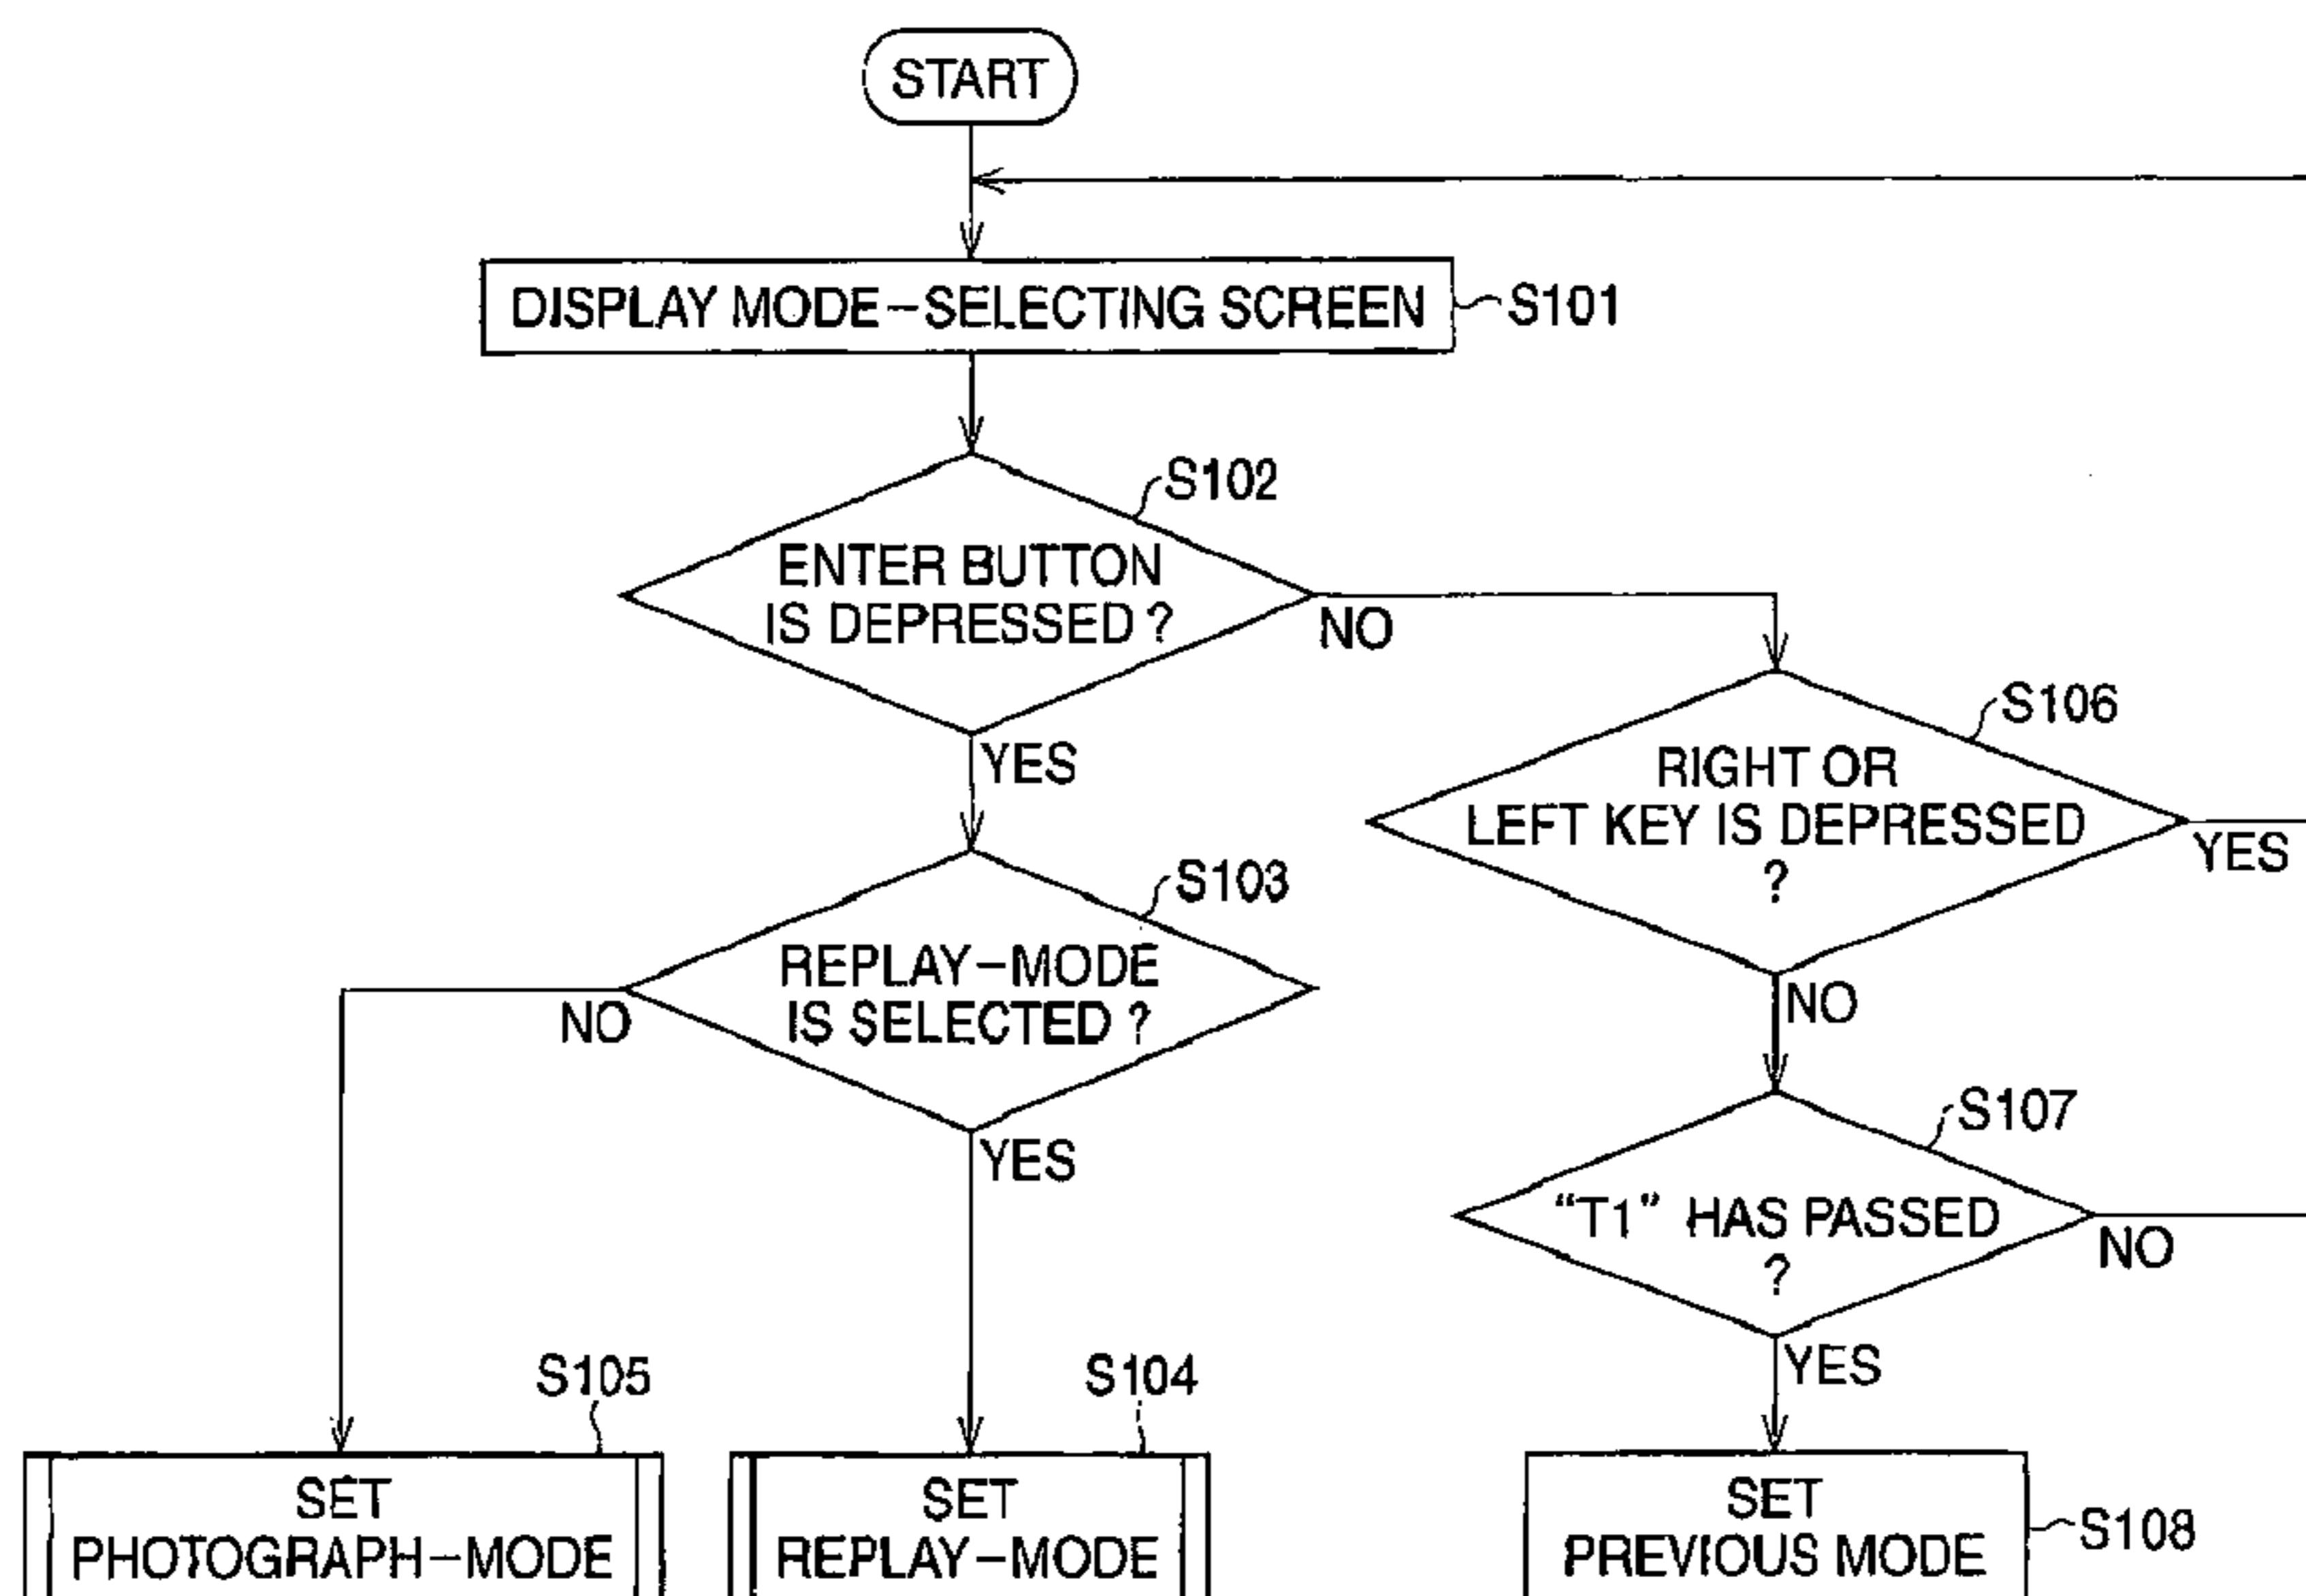 START
DISPLAY MODE-SELECTING SCREEN
S101
S102
ENTER BUTTON
IS DEPRESSED ?
NO
YES
S106
RIGHT OR
LEFT KEY IS DEPRESSED
?
YES
NO
S103
REPLAY-MODE
IS SELECTED ?
NO
YES
S107
“T1” HAS PASSED
?
NO
YES
S105
SET
PHOTOGRAPH-MODE
S104
SET
REPLAY-MODE
SET
PREVIOUS MODE
S108